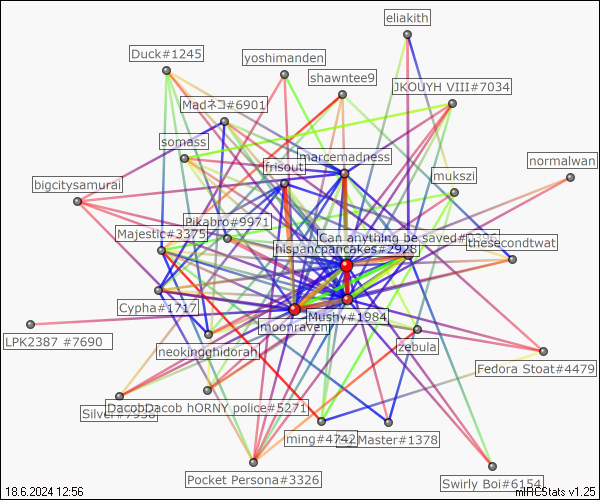 eliakith
Duck#1245
yoshimanden
shawntee9
JKOUYH VIII#7034
Madネコ#6901
somass
marcemadness
frisout
normalwan
mukszi
bigcitysamurai
Pikabro#9971
Majestic#3375
Can anything be saved#0396
thesecondtwat
hispancpancakes#2928
Cypha#1717
Mushy#1984
moonraven
LPK2387 #7690
neokingghidorah
zebula
Fedora Stoat#4479
DacobDacob hORNY police#5271
Silver#7938
ming#4742
Master#1378
Pocket Persona#3326
Swirly Boi#6154
18.6.2024 12:56
mIRCStats v1.25